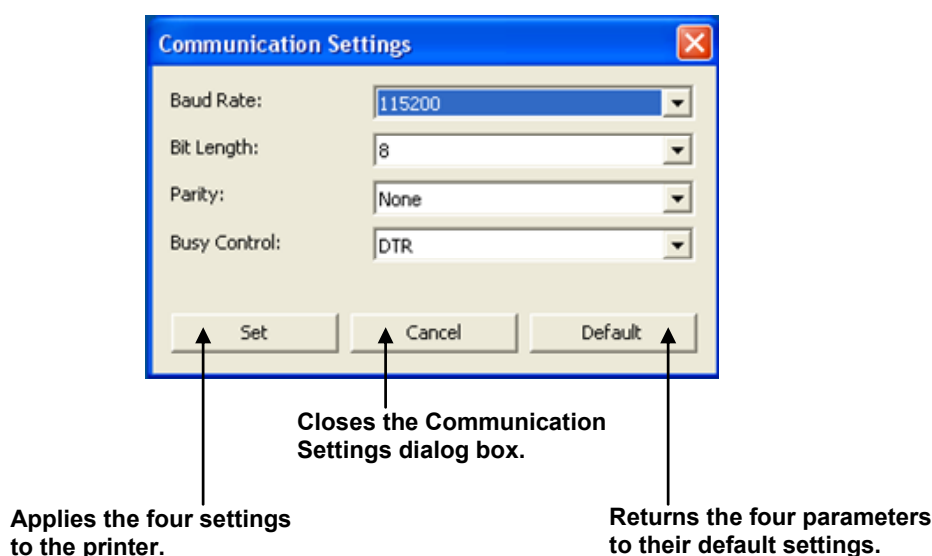 Communication Settings
Baud Rate: 115200
Bit Length: 8
Parity: None
Busy Control: DTR
Set Cancel Default
Closes the Communication
Settings dialog box.
Applies the four settings
to the printer.
Returns the four parameters
to their default settings.